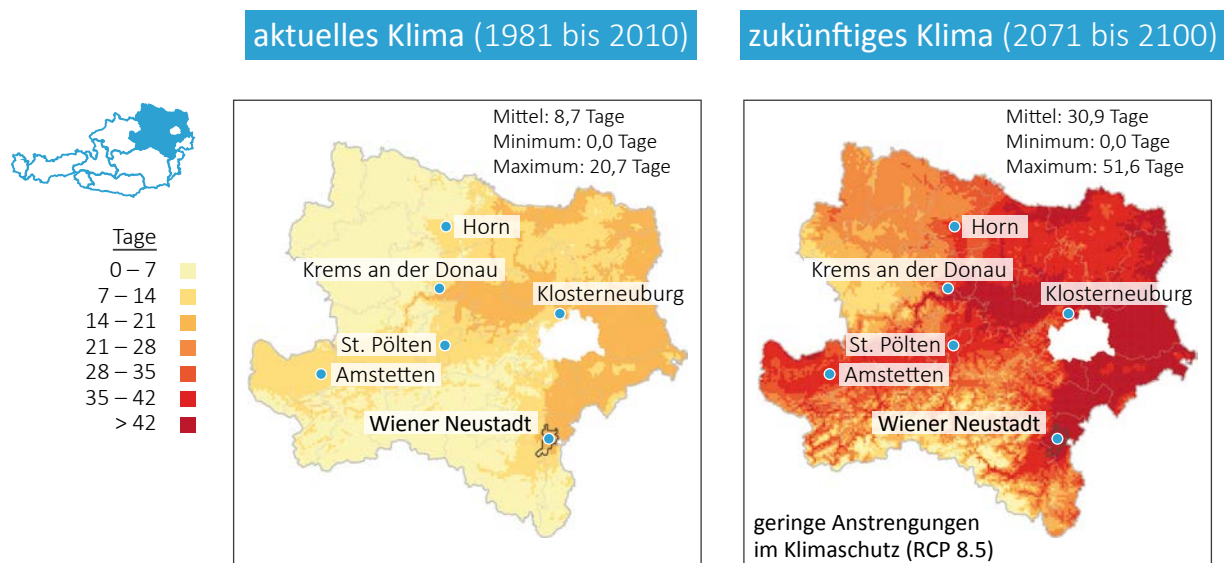 aktuelles Klima (1981 bis 2010)
zukünftiges Klima (2071 bis 2100)
Tage
0 – 7
7 – 14
14 – 21
21 – 28
28 – 35
35 – 42
> 42
Mittel: 8,7 Tage
Minimum: 0,0 Tage
Maximum: 20,7 Tage
Horn
Krems an der Donau
Klosterneuburg
St. Pölten
Amstetten
Wiener Neustadt
Mittel: 30,9 Tage
Minimum: 0,0 Tage
Maximum: 51,6 Tage
Horn
Krems an der Donau
Klosterneuburg
St. Pölten
Amstetten
Wiener Neustadt
geringe Anstrengungen
im Klimaschutz (RCP 8.5)